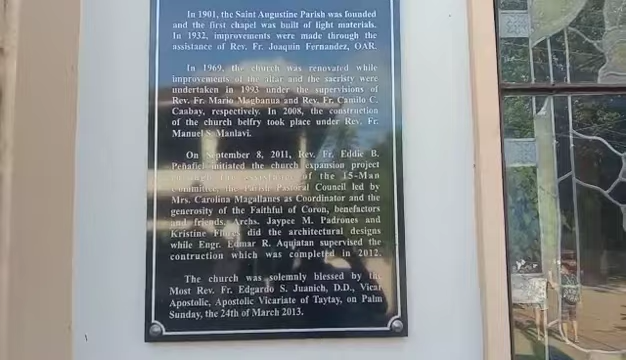 In 1901, the Saint Augustine Parish was founded
and the first chapel was built of light materials.
In 1932, improvements were made through the
assistance of Rev. Fr. Joaquin Fernandez, OAR.
In 1969, the church was renovated while
improvements of the altar and the sacristy were
undertaken in 1993 under the supervisions of
Rev. Fr. Mario Magbanua and Rev. Fr. Camilo C.
Caabay, respectively. In 2008, the construction
of the church belfry took place under Rev. Fr.
Manuel S. Manlavi.
On September 8, 2011, Rev. Fr. Eddie B.
Peñafiel initiated the church expansion project
of the 15-Man
Committee, the Parish Pastoral Council led by
Mrs. Carolina Magallanes as Coordinator and the
generosity of the Faithful of Coron, benefactors
and friends. Archs. Jaypee M. Padrones and
Kristine Flores did the architectural designs
while Engr. Edmar R. Aquintan supervised the
contruction which was completed in 2012.
The church was solemnly blessed by the
Most Rev. Fr. Edgardo S. Juanich, D.D., Vicar
Apostolic, Apostolic Vicariate of Taytay, on Palm
Sunday, the 24th of March 2013.